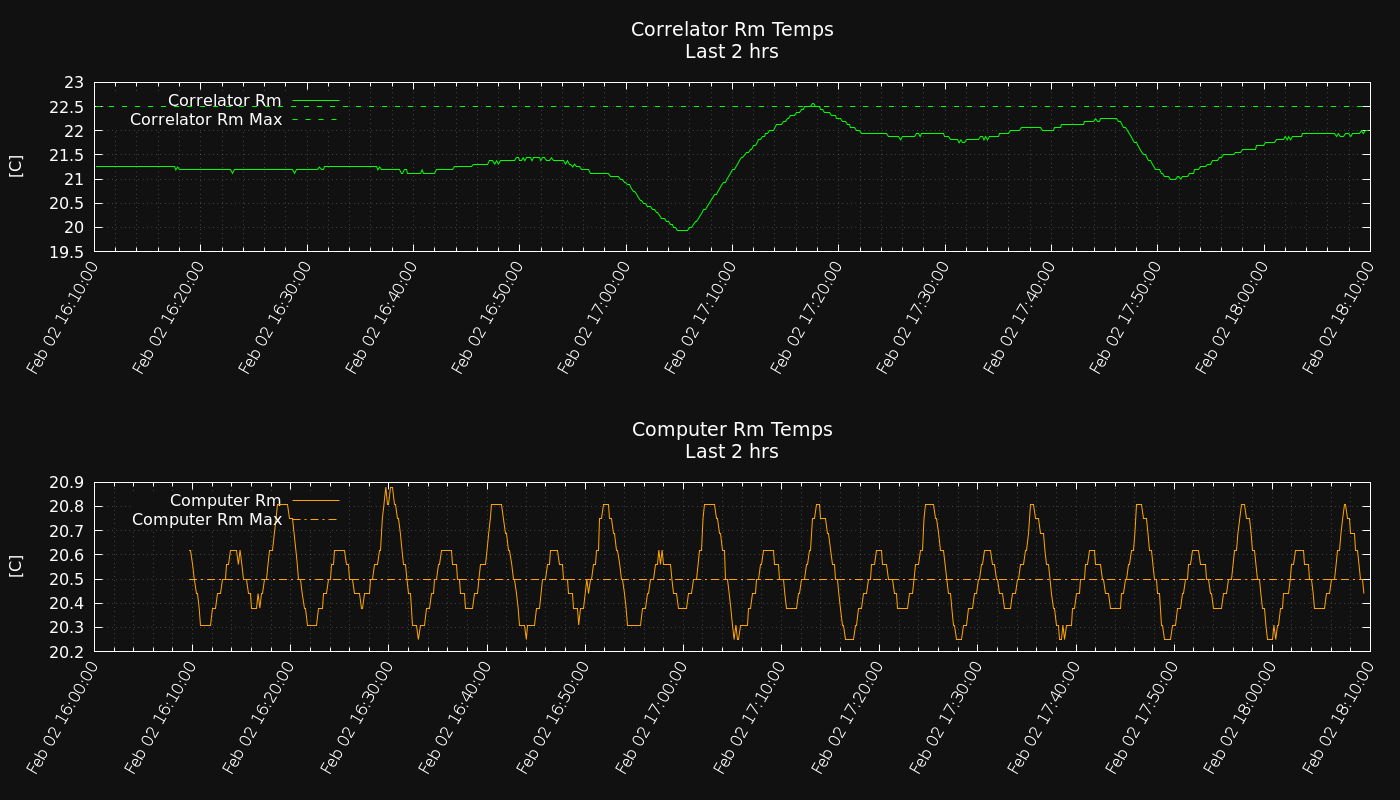 Correlator Rm Temps
Last 2 hrs
23
22.5
22
21.5
21
20.5
20
19.5
[C]
Correlator Rm
Correlator Rm Max
Feb 02 16:10:00
Feb 02 16:20:00
Feb 02 16:30:00
Feb 02 16:40:00
Feb 02 16:50:00
Feb 02 17:00:00
Feb 02 17:10:00
Feb 02 17:20:00
Feb 02 17:30:00
Feb 02 17:40:00
Feb 02 17:50:00
Feb 02 18:00:00
Feb 02 18:10:00
Computer Rm Temps
Last 2 hrs
20.9
20.8
20.7
20.6
20.5
20.4
20.3
20.2
[C]
Computer Rm
Computer Rm Max
Feb 02 16:00:00
Feb 02 16:10:00
Feb 02 16:20:00
Feb 02 16:30:00
Feb 02 16:40:00
Feb 02 16:50:00
Feb 02 17:00:00
Feb 02 17:10:00
Feb 02 17:20:00
Feb 02 17:30:00
Feb 02 17:40:00
Feb 02 17:50:00
Feb 02 18:00:00
Feb 02 18:10:00